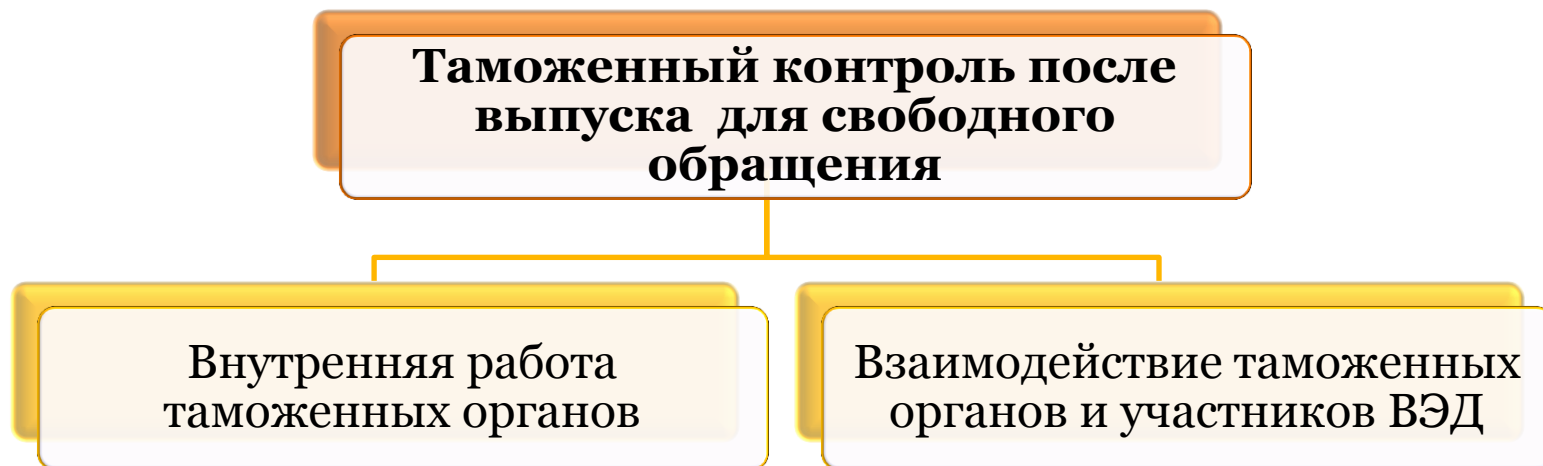 Таможенный контроль после
выпуска для свободного
обращения
Внутренняя работа
таможенных органов
Взаимодействие таможенных
органов и участников ВЭД